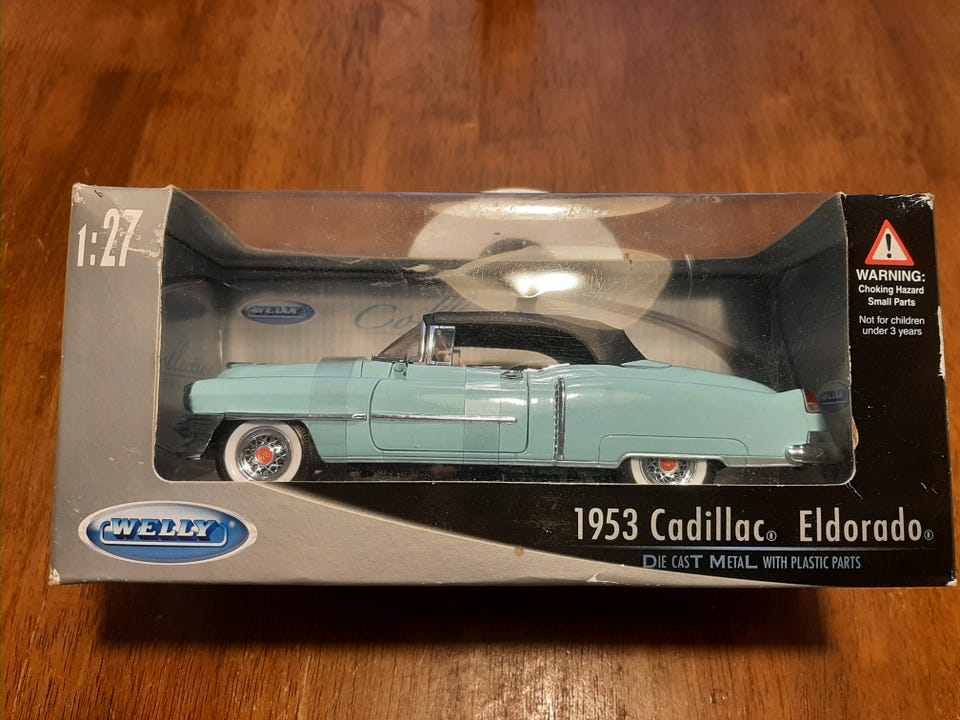 1:27
WARNING:
Choking Hazard
Small Parts
Not for children
under 3 years
WELLY
WELLY
1953 Cadillac® Eldorado®
DIE CAST METAL WITH PLASTIC PARTS